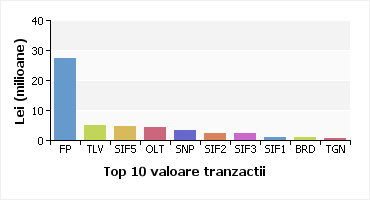 Lei (milioane)
40
30
20
10
0
FP TLV SIF5 OLT SNP SIF2 SIF3 SIF1 BRD TGN
Top 10 valoare tranzactii